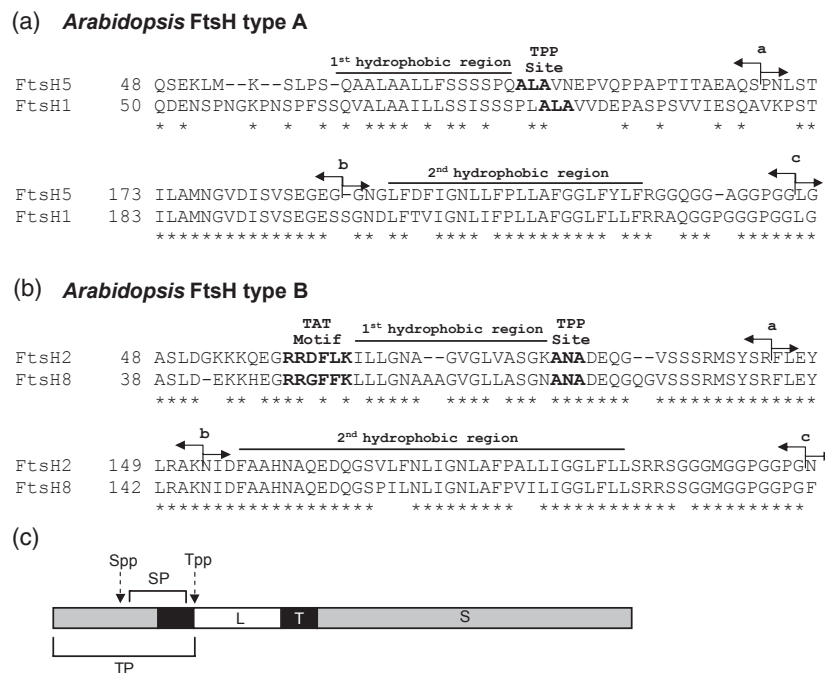 (a) Arabidopsis FtsH type A
1st hydrophobic region TPP Site a
FtsH5 48 QSEKLM--K--SLPS-QAALAALLFSSSSPQALAVNEPVQPPAPTITAEAQSPNLST
FtsH1 50 QDENSPNGKPNSPFSSQVALAAILLSSISSSPLALAVVDEPASPSVVIESQAVKPST
* * * * * *** ** ** * ** * * * * **
b 2nd hydrophobic region c
FtsH5 173 ILAMNGVDISVSEGEG-GNGLFDFIGNLLFPLLAFGGLFYLFRGGQGG-AGGPGGLG
FtsH1 183 ILAMNGVDISVSEGESSGNDLFTVIGNLIFPLLAFGGLFLLFRRAQGGPGGGPGGLG
*************** ** ** **** ********** *** *** *******
(b) Arabidopsis FtsH type B
TAT Motif 1st hydrophobic region TPP Site a
FtsH2 48 ASLDGKKKQEGRRDFLKILLGNA--GVGLVASGKANADEQG--VSSSRMSYSRFLEY
FtsH8 38 ASLD-EKKHEGRRGFFKLLLGNAAAGVGLLASGNANADEQGQGVSSSRMSYSRFLEY
**** ** **** * * ***** **** *** ******* **************
b 2nd hydrophobic region c
FtsH2 149 LRAKNIDFAAHNAQEDQGSVLFNLIGNLAFPALLIGGLFLLSRRSGGGMGGPGGPGN
FtsH8 142 LRAKNIDFAAHNAQEDQGSPILNLIGNLAFPVILIGGLFLLSRRSSGGMGGPGGPGF
******************* ********* ************ **********
(c)
Spp Tpp
SP
L T S
TP